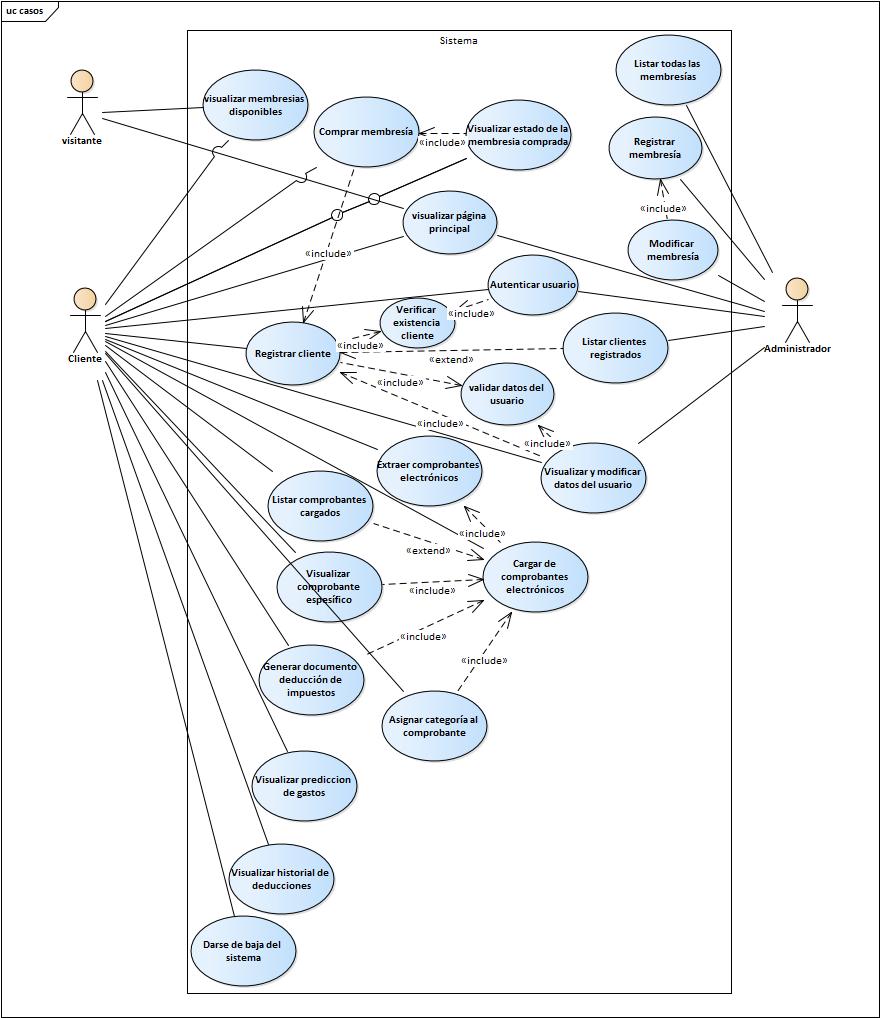 uc casos
Sistema
visitante
visualizar membresias
disponibles
Comprar membresía
«include»
Visualizar estado de la
membresia comprada
Listar todas las
membresías
Registrar
membresía
«include»
Modificar
membresía
visualizar página
principal
«include»
Cliente
Administrador
Autenticar usuario
Verificar
existencia
cliente
«include»
«include»
Registrar cliente
«extend»
Listar clientes
registrados
«include»
validar datos del
usuario
«include»
«include»
Visualizar y modificar
datos del usuario
Extraer comprobantes
electrónicos
Listar comprobantes
cargados
«include»
«extend»
Cargar de
comprobantes
electrónicos
Visualizar
comprobante
espesífico
«include»
«include»
Generar documento
deducción de
impuestos
«include»
Asignar categoría al
comprobante
Visualizar prediccion
de gastos
Visualizar historial de
deducciones
Darse de baja del
sistema